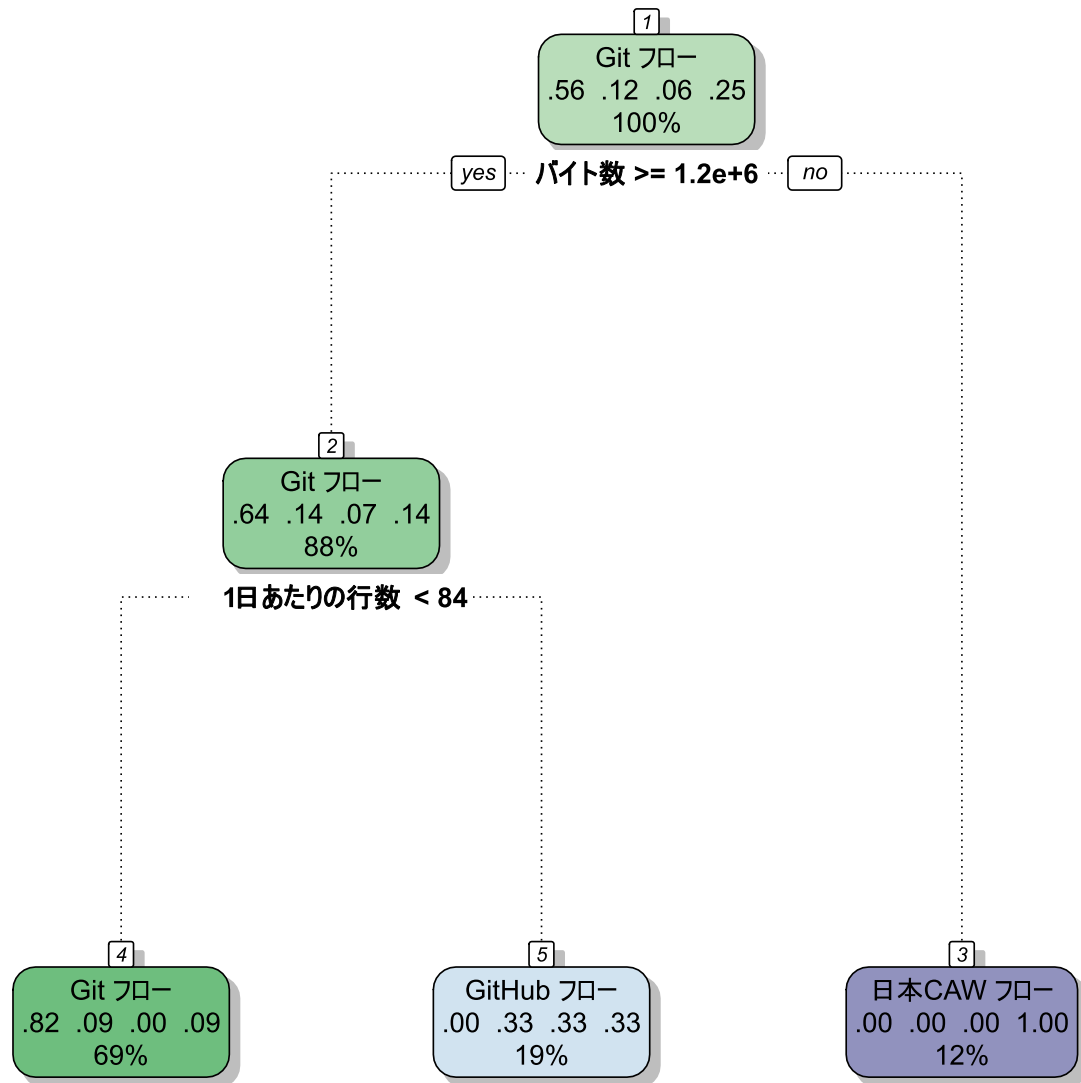 1
Git フロー
.56 .12 .06 .25
100%
yes バイト数 >= 1.2e+6 no
2
Git フロー
.64 .14 .07 .14
88%
1日あたりの行数 < 84
4
Git フロー
.82 .09 .00 .09
69%
5
GitHub フロー
.00 .33 .33 .33
19%
3
日本CAW フロー
.00 .00 .00 1.00
12%